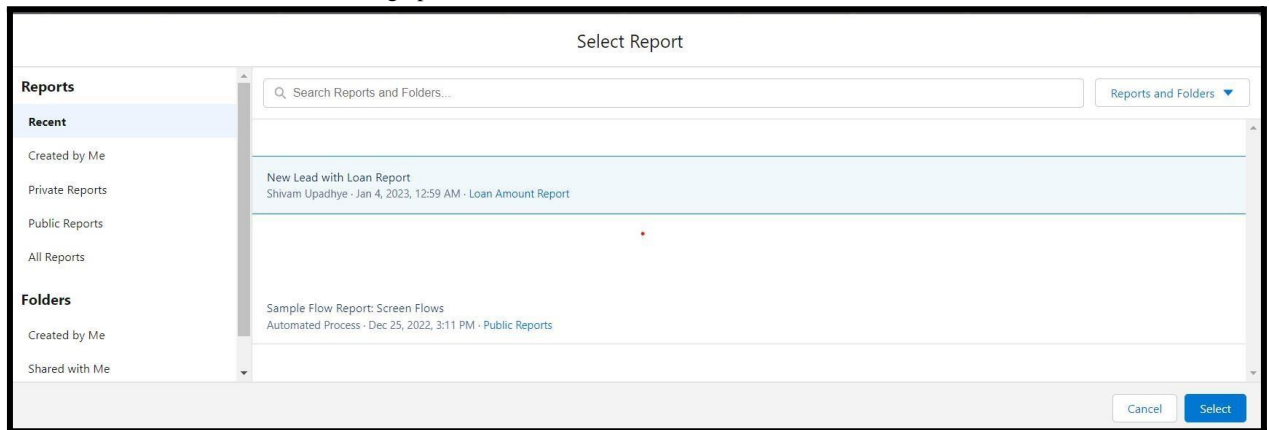 Select Report
Reports
Recent
Created by Me
Private Reports
Public Reports
All Reports
Folders
Created by Me
Shared with Me
Search Reports and Folders...
Reports and Folders
New Lead with Loan Report
Shivam Upadhye · Jan 4, 2023, 12:59 AM · Loan Amount Report
Sample Flow Report: Screen Flows
Automated Process · Dec 25, 2022, 3:11 PM · Public Reports
Cancel
Select